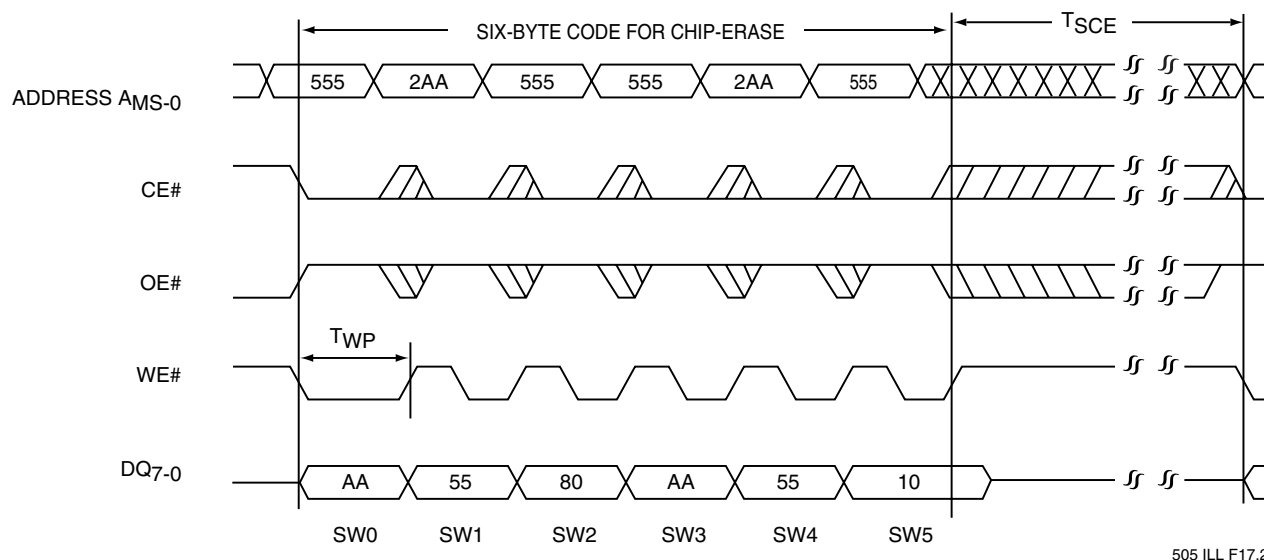 SIX-BYTE CODE FOR CHIP-ERASE
TSCE
ADDRESS AMS-0
555 2AA 555 555 2AA 555
CE#
OE#
TWP
WE#
DQ7-0
AA 55 80 AA 55 10
SW0 SW1 SW2 SW3 SW4 SW5
505 ILL F17.2